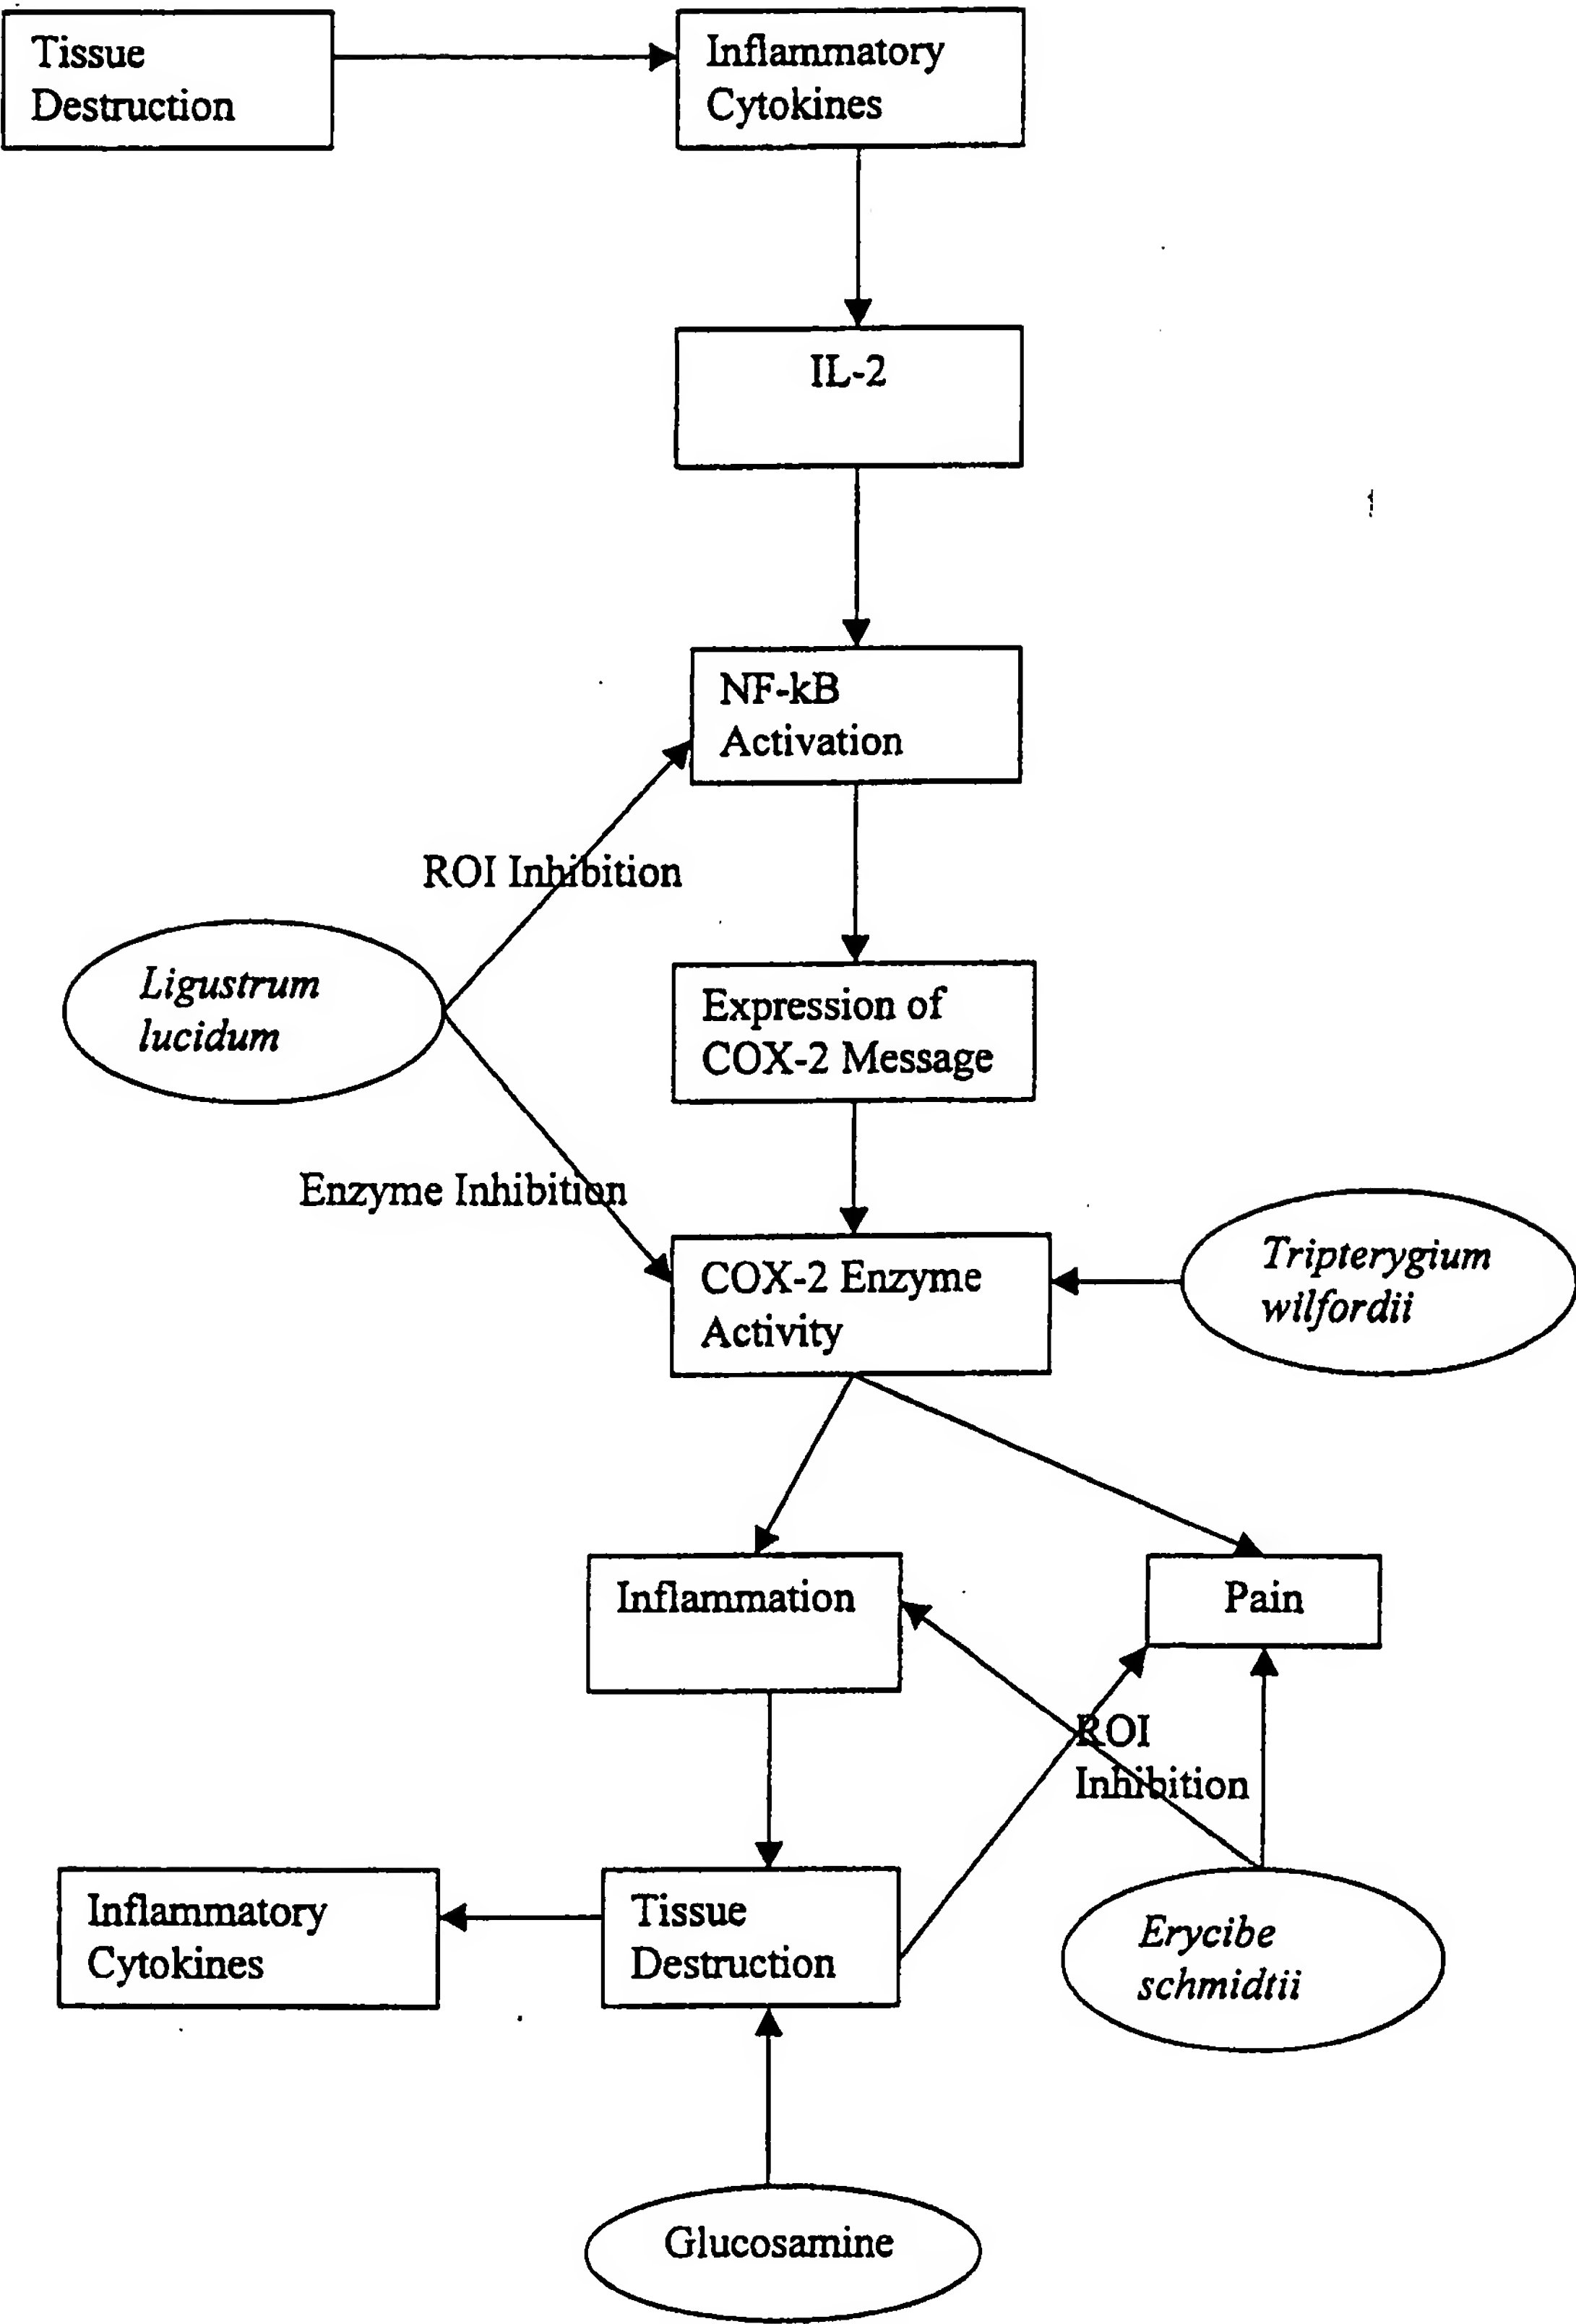 Tissue
Destruction
Inflammatory
Cytokines
IL-2
NF-kB
Activation
ROI Inhibition
Ligustrum
lucidum
Expression of
COX-2 Message
Enzyme Inhibition
COX-2 Enzyme
Activity
Tripterygium
wilfordii
Inflammation
Pain
ROI
Inhibition
Inflammatory
Cytokines
Tissue
Destruction
Erycibe
schmidtii
Glucosamine